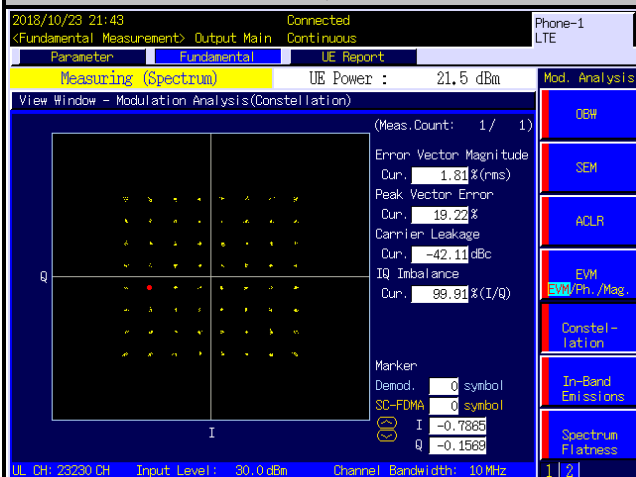 2018/10/23 21:43 Connected
<Fundamental Measurement> Output Main Continuous
Phone-1
LTE
Parameter Fundamental UE Report
Measuring (Spectrum) UE Power : 21.5 dBm
Mod. Analysis
View Window - Modulation Analysis(Constellation)
(Meas.Count: 1/ 1)
Error Vector Magnitude
Cur. 1.81 %(rms)
Peak Vector Error
Cur. 19.22 %
Carrier Leakage
Cur. -42.11 dBc
IQ Imbalance
Cur. 99.91 %(I/Q)
Marker
Demod. 0 symbol
SC-FDMA 0 symbol
I -0.7865
Q -0.1569
Q
I
OBW
SEM
ACLR
EVM
EVM/Ph./Mag.
Constel-
lation
In-Band
Emissions
Spectrum
Flatness
1 2
UL CH: 23230 CH Input Level: 30.0 dBm Channel Bandwidth: 10 MHz